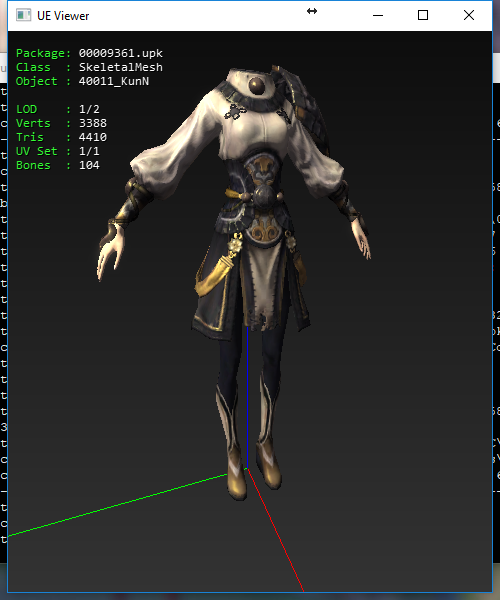 UE Viewer
Package: 00009361.upk
Class : SkeletalMesh
Object : 40011_KunN
LOD : 1/2
Verts : 3388
Tris : 4410
UV Set : 1/1
Bones : 104